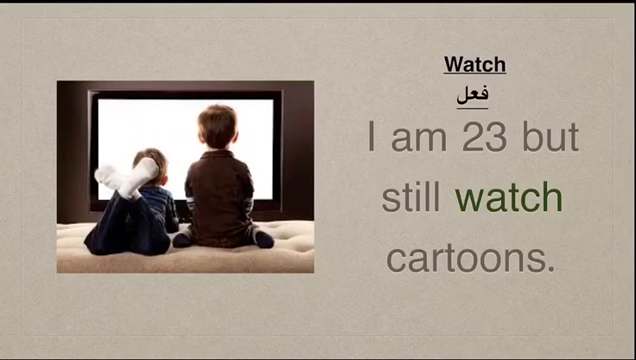 Watch
فعل
I am 23 but
still watch
cartoons.